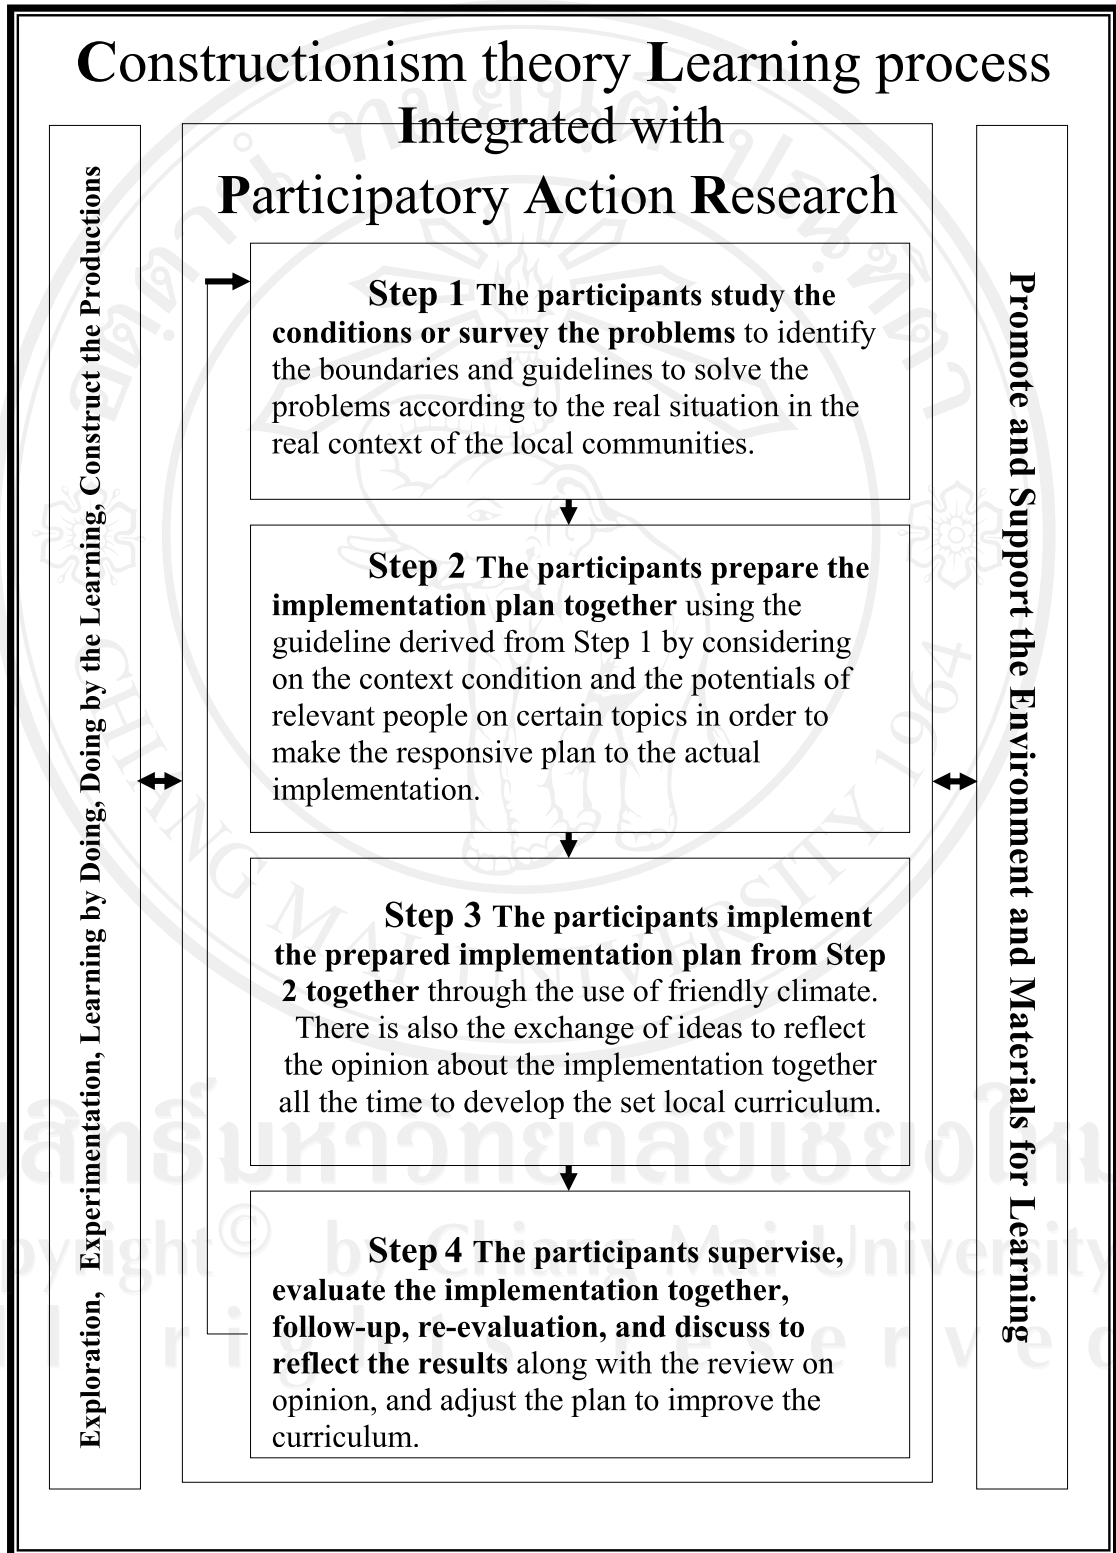 Constructionism theory Learning process
Integrated with
Participatory Action Research
Exploration, Experimentation, Learning by Doing, Doing by the Learning, Construct the Productions
Step 1 The participants study the
conditions or survey the problems to identify
the boundaries and guidelines to solve the
problems according to the real situation in the
real context of the local communities.
Step 2 The participants prepare the
implementation plan together using the
guideline derived from Step 1 by considering
on the context condition and the potentials of
relevant people on certain topics in order to
make the responsive plan to the actual
implementation.
Step 3 The participants implement
the prepared implementation plan from Step
2 together through the use of friendly climate.
There is also the exchange of ideas to reflect
the opinion about the implementation together
all the time to develop the set local curriculum.
Step 4 The participants supervise,
evaluate the implementation together,
follow-up, re-evaluation, and discuss to
reflect the results along with the review on
opinion, and adjust the plan to improve the
curriculum.
Promote and Support the Environment and Materials for Learning
CHIANG MAI UNIVERSITY 1964
by Chiang Mai University